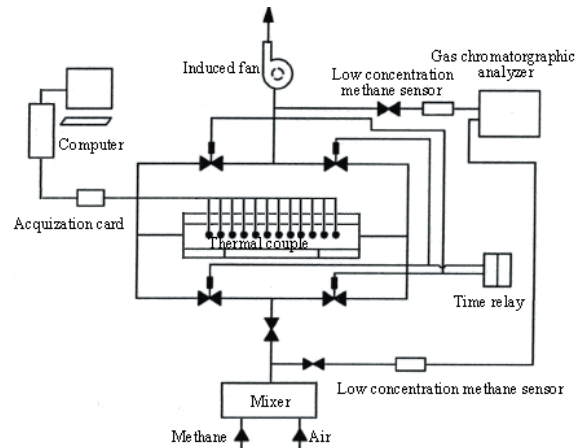 Induced fan
Low concentration
methane sensor
Gas chromatorgraphic
analyzer
Computer
Acquization card
Thermal couple
Time relay
Low concentration methane sensor
Mixer
Methane
Air